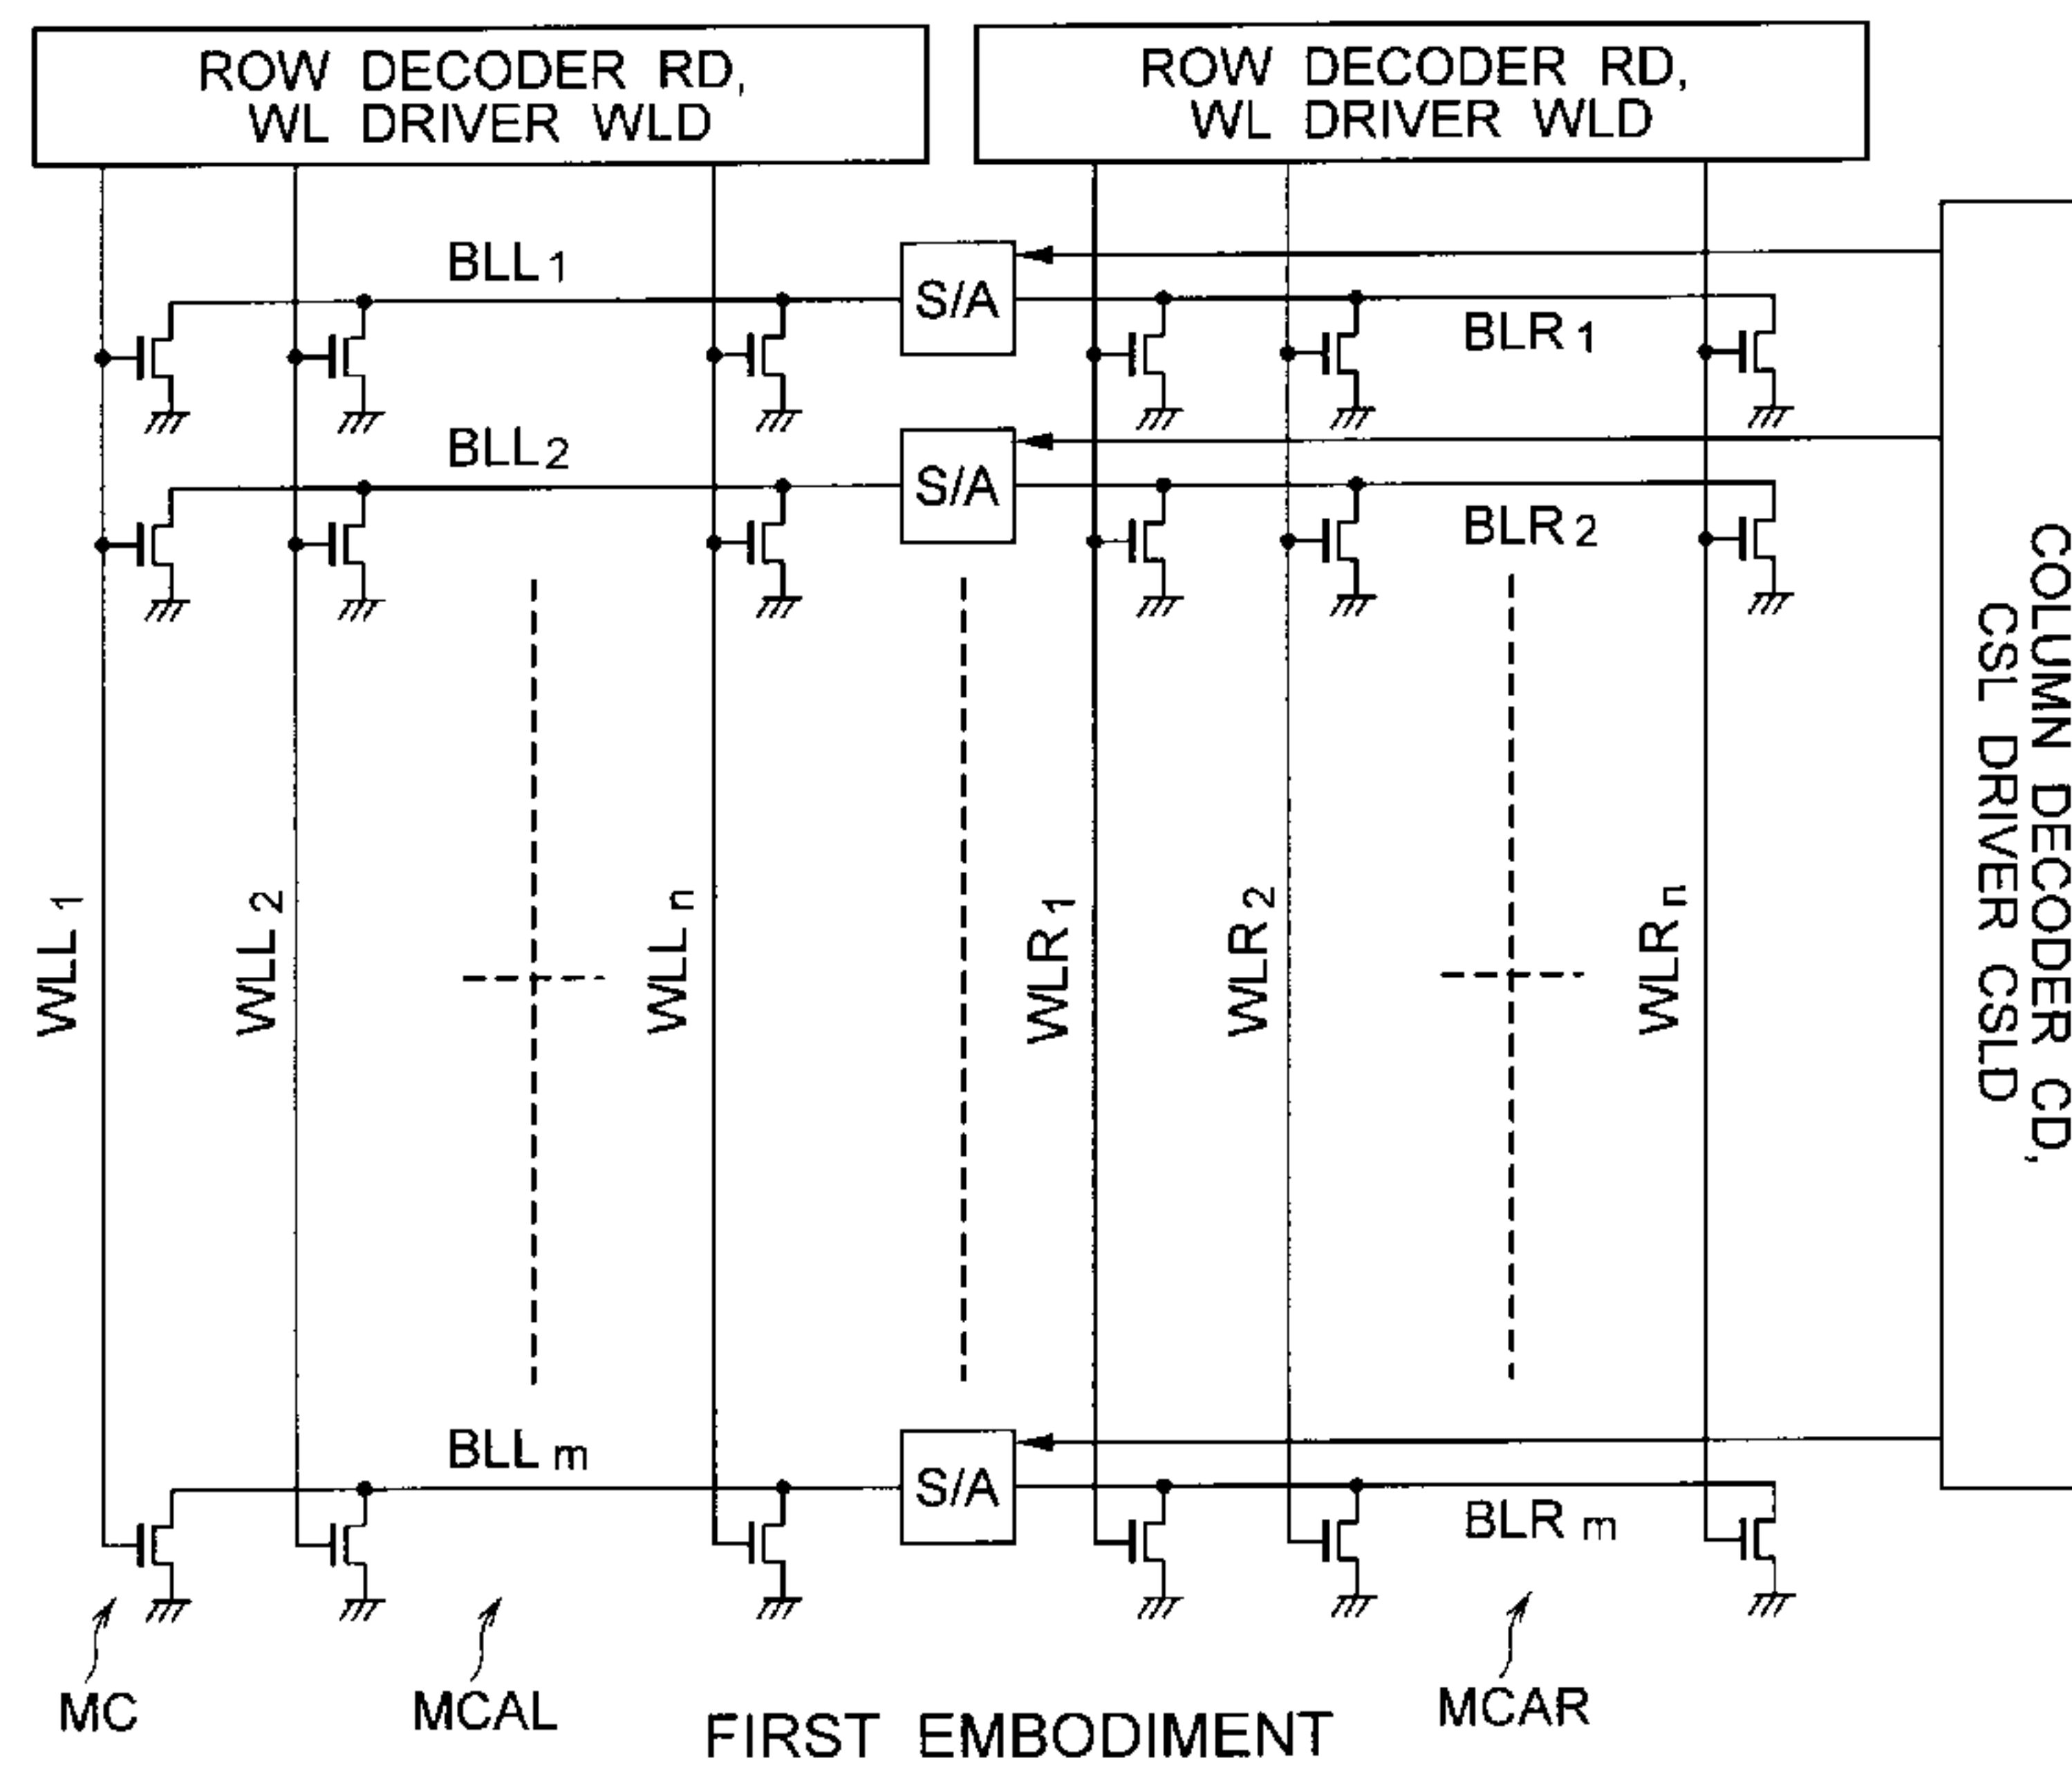 ROW DECODER RD,
WL DRIVER WLD
ROW DECODER RD,
WL DRIVER WLD
BLL1
S/A
BLR1
BLL2
S/A
BLR2
COLUMN DECODER CD,
CSL DRIVER CSLD
WLL1
WLL2
WLLn
WLR1
WLR2
WLRn
BLLm
S/A
BLRm
MC
MCAL
MCAR
FIRST EMBODIMENT